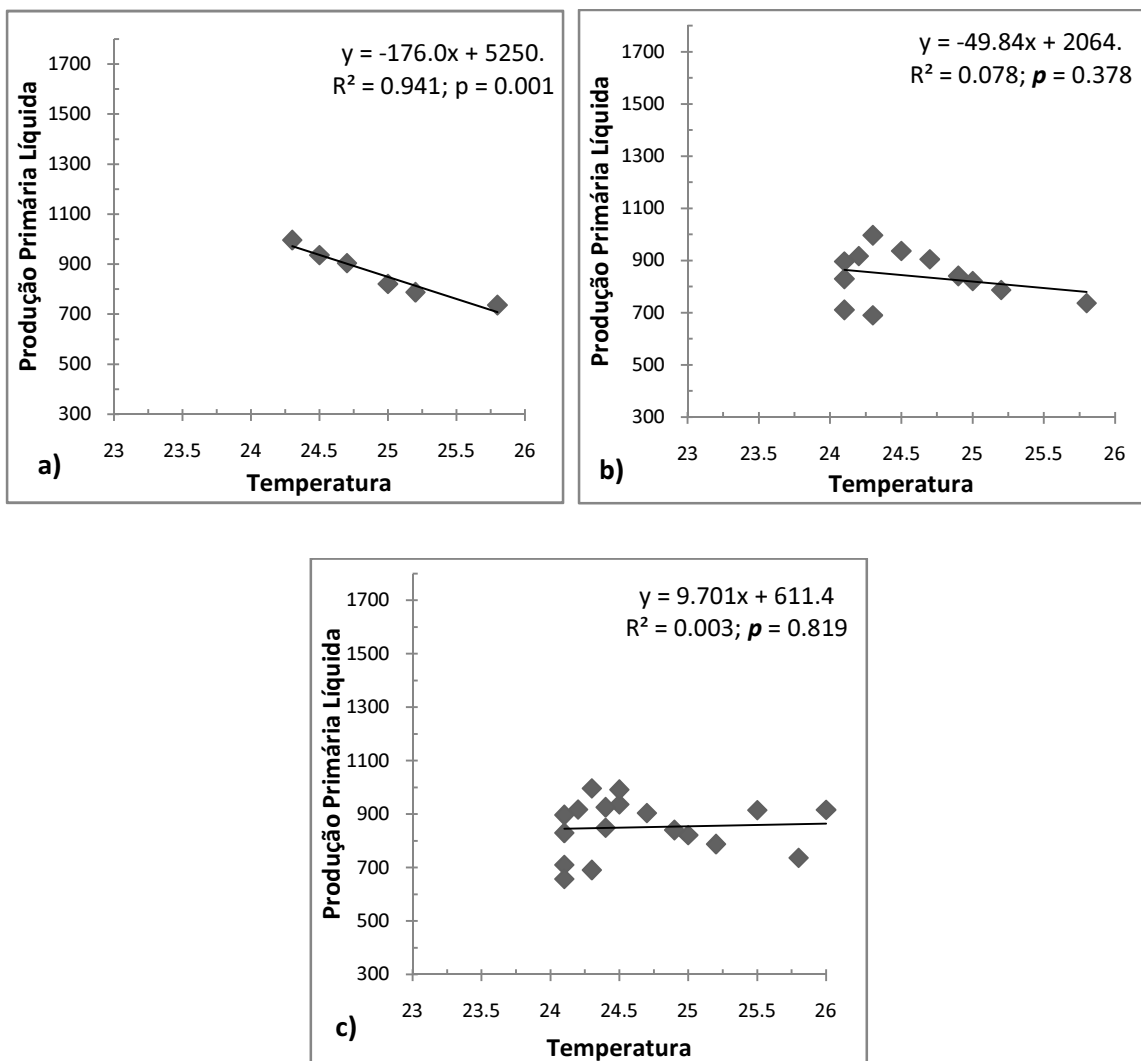 y = -176.0x + 5250.
R² = 0.941; p = 0.001
1700
1500
1300
1100
900
700
500
300
Produção Primária Líquida
23 23.5 24 24.5 25 25.5 26
a)
Temperatura
y = -49.84x + 2064.
R² = 0.078; p = 0.378
1700
1500
1300
1100
900
700
500
300
Produção Primária Líquida
23 23.5 24 24.5 25 25.5 26
b)
Temperatura
y = 9.701x + 611.4
R² = 0.003; p = 0.819
1700
1500
1300
1100
900
700
500
300
Produção Primária Líquida
23 23.5 24 24.5 25 25.5 26
c)
Temperatura